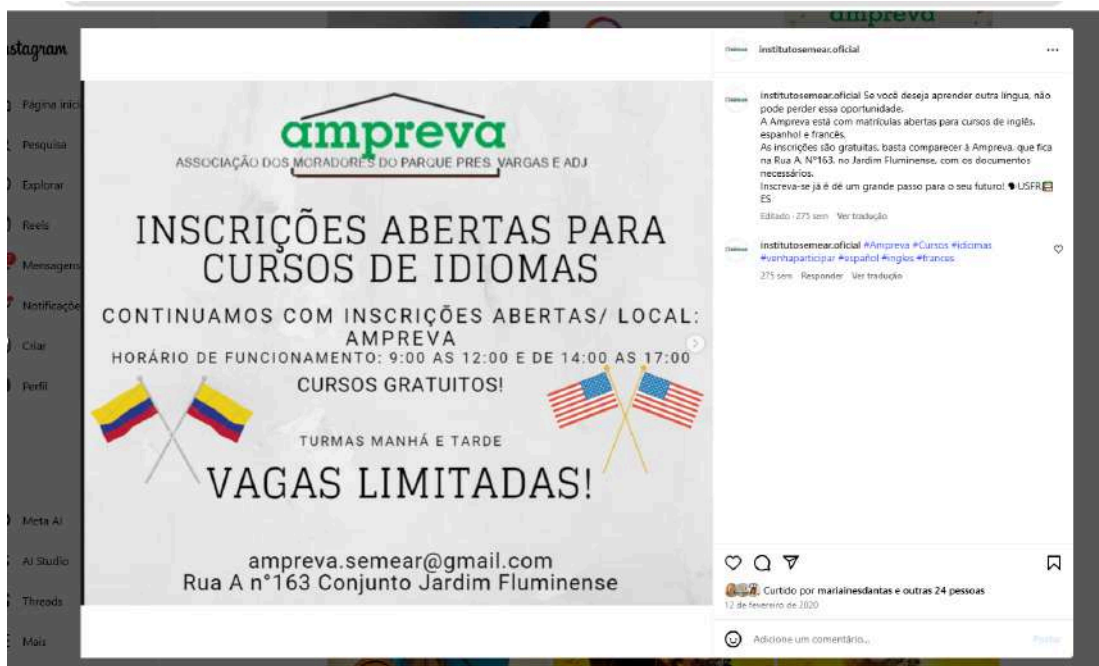 stagram
Página inici
Pesquisa
Explorar
Reels
Mensagens
Notificaçõe
Criar
Perfil
Meta AI
AI Studio
Threads
Mais
ampreva
ampreva
ASSOCIAÇÃO DOS MORADORES DO PARQUE PRES. VARGAS E ADJ
INSCRIÇÕES ABERTAS PARA
CURSOS DE IDIOMAS
CONTINUAMOS COM INSCRIÇÕES ABERTAS/ LOCAL:
AMPREVA
HORÁRIO DE FUNCIONAMENTO: 9:00 AS 12:00 E DE 14:00 AS 17:00
CURSOS GRATUITOS!
TURMAS MANHÃ E TARDE
VAGAS LIMITADAS!
ampreva.semear@gmail.com
Rua A n°163 Conjunto Jardim Fluminense
institutosemear.oficial
institutosemear.oficial Se você deseja aprender outra língua, não
pode perder essa oportunidade.
A Ampreva está com matrículas abertas para cursos de inglês,
espanhol e francês.
As inscrições são gratuitas, basta comparecer à Ampreva, que fica
na Rua A, N°163, no Jardim Fluminense, com os documentos
necessários.
Inscreva-se já e dê um grande passo para o seu futuro! USFR
ES
Editado · 275 sem Ver tradução
institutosemear.oficial #Ampreva #Cursos #idiomas
#venhaparticipar #español #ingles #frances
275 sem Responder Ver tradução
Curtido por mariainesdantas e outras 24 pessoas
12 de fevereiro de 2020
Adicione um comentário...
Postar